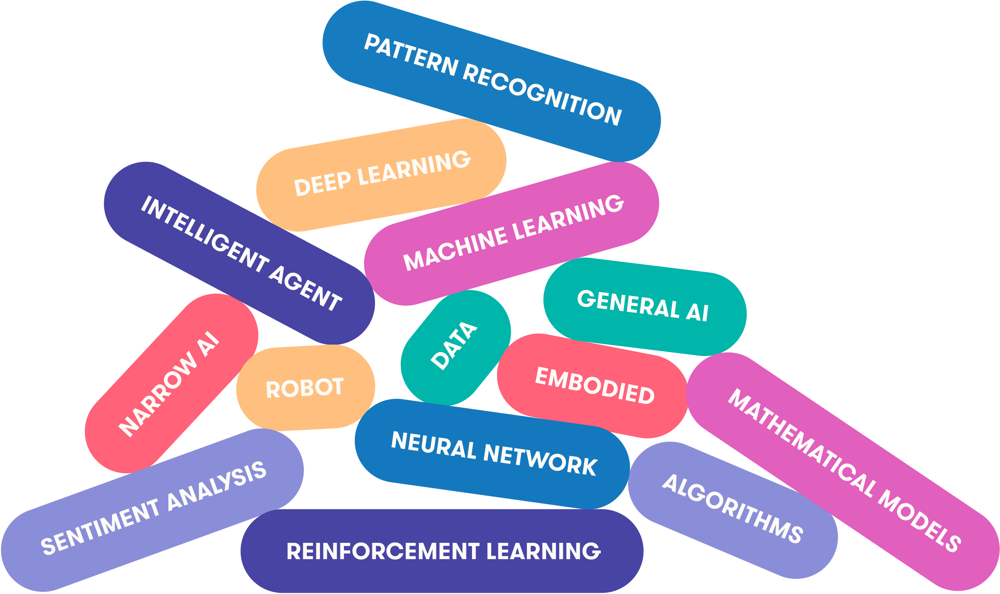 PATTERN RECOGNITION
DEEP LEARNING
INTELLIGENT AGENT
MACHINE LEARNING
GENERAL AI
DATA
NARROW AI
ROBOT
EMBODIED
MATHEMATICAL MODELS
NEURAL NETWORK
ALGORITHMS
SENTIMENT ANALYSIS
REINFORCEMENT LEARNING